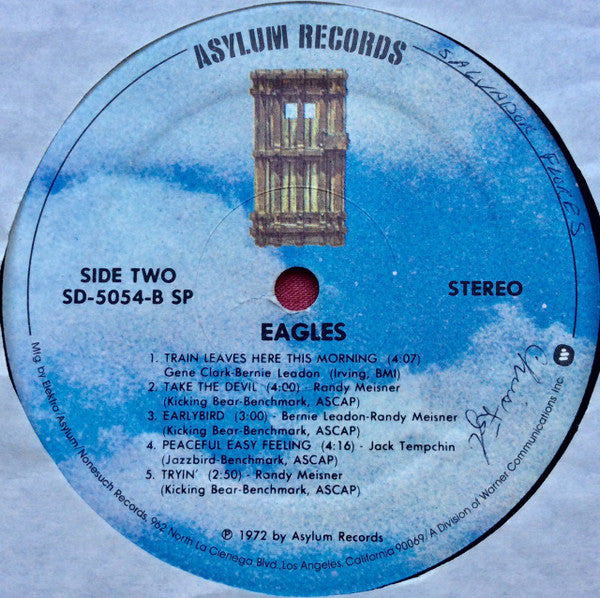 ASYLUM RECORDS
SALVADOR FLORES
SIDE TWO
SD-5054-B SP
STEREO
EAGLES
1. TRAIN LEAVES HERE THIS MORNING (4:07)
Gene Clark-Bernie Leadon (Irving, BMI)
2. TAKE THE DEVIL (4:00) - Randy Meisner
(Kicking Bear-Benchmark, ASCAP)
3. EARLYBIRD (3:00) - Bernie Leadon-Randy Meisner
(Kicking Bear-Benchmark, ASCAP)
4. PEACEFUL EASY FEELING (4:16) - Jack Tempchin
(Jazzbird-Benchmark, ASCAP)
5. TRYIN' (2:50) - Randy Meisner
(Kicking Bear-Benchmark, ASCAP)
℗ 1972 by Asylum Records
Mfg. by Elektra/Asylum/Nonesuch Records, 962 North La Cienega Blvd., Los Angeles, California 90069/A Division of Warner Communications Inc.